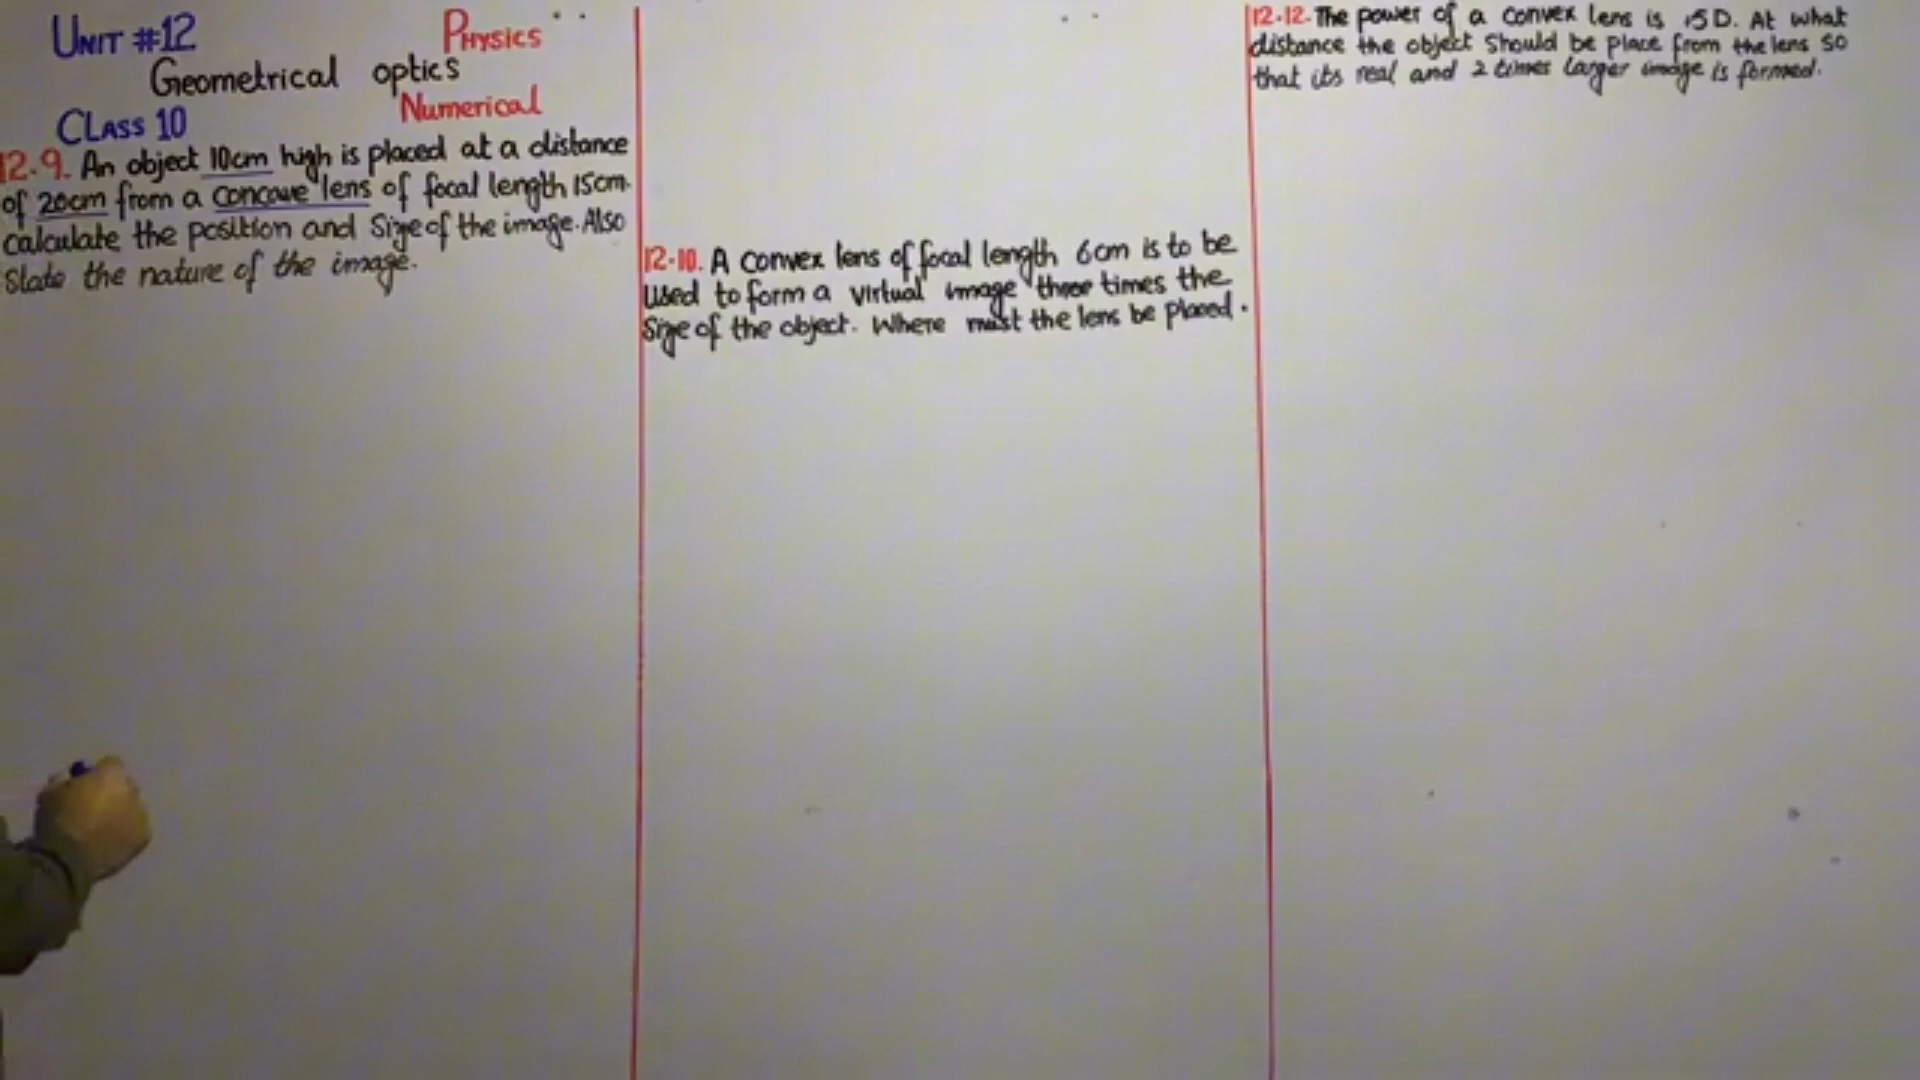 UNIT #12
Physics
Geometrical optics
Numerical
CLASS 10
12.9. An object 10cm high is placed at a distance
of 20cm from a concave lens of focal length 15cm.
calculate the position and Size of the image. Also
State the nature of the image.
12.10. A convex lens of focal length 6cm is to be
used to form a virtual image three times the
Size of the object. Where must the lens be placed.
12.12. The power of a convex lens is 5D. At what
distance the object Should be place from the lens so
that its real and 2 times larger image is formed.